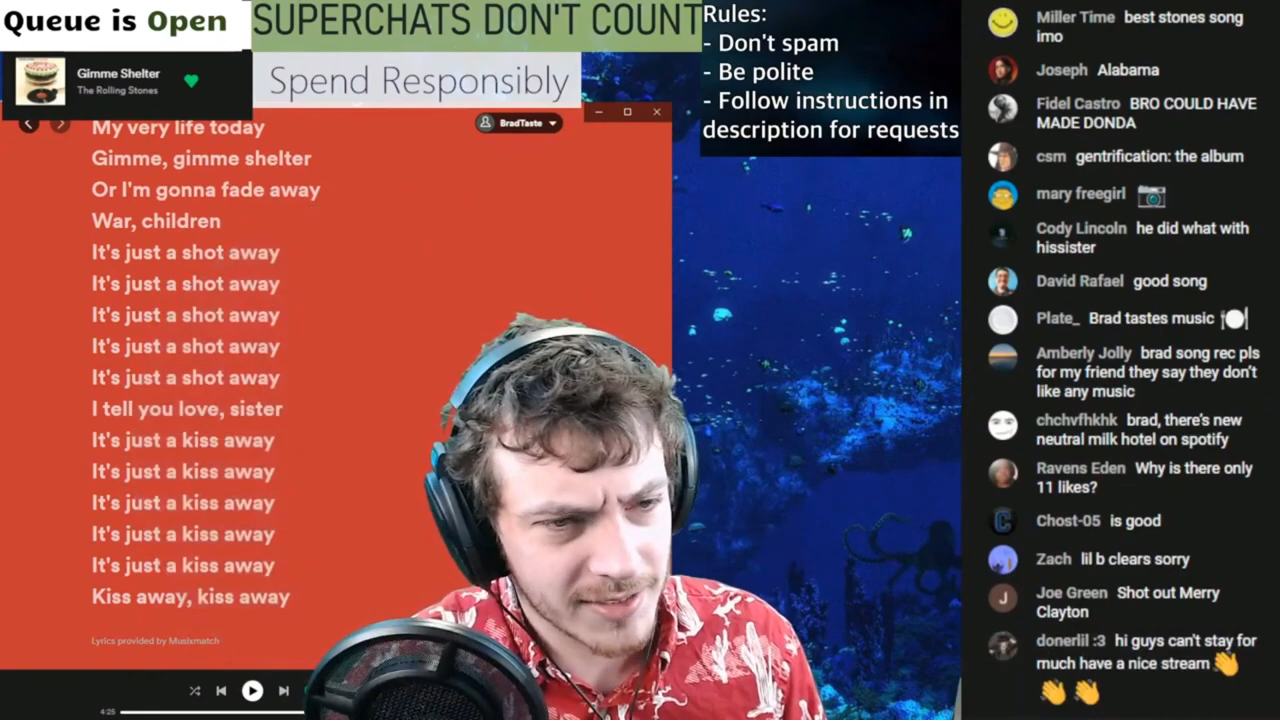 Queue is Open
SUPERCHATS DON'T COUNT
Spend Responsibly
Rules:
- Don't spam
- Be polite
- Follow instructions in
description for requests
Gimme Shelter
The Rolling Stones
BradTaste
My very life today
Gimme, gimme shelter
Or I'm gonna fade away
War, children
It's just a shot away
It's just a shot away
It's just a shot away
It's just a shot away
It's just a shot away
I tell you love, sister
It's just a kiss away
It's just a kiss away
It's just a kiss away
It's just a kiss away
It's just a kiss away
Kiss away, kiss away
Lyrics provided by Musixmatch
4:25
Miller Time best stones song
imo
Joseph Alabama
Fidel Castro BRO COULD HAVE
MADE DONDA
csm gentrification: the album
mary freegirl 📷
Cody Lincoln he did what with
hissister
David Rafael good song
Plate_ Brad tastes music 🍽
Amberly Jolly brad song rec pls
for my friend they say they don't
like any music
chchvfhkhk brad, there's new
neutral milk hotel on spotify
Ravens Eden Why is there only
11 likes?
Chost-05 is good
Zach lil b clears sorry
J
Joe Green Shot out Merry
Clayton
donerlil :3 hi guys can't stay for
much have a nice stream 👋
👋 👋